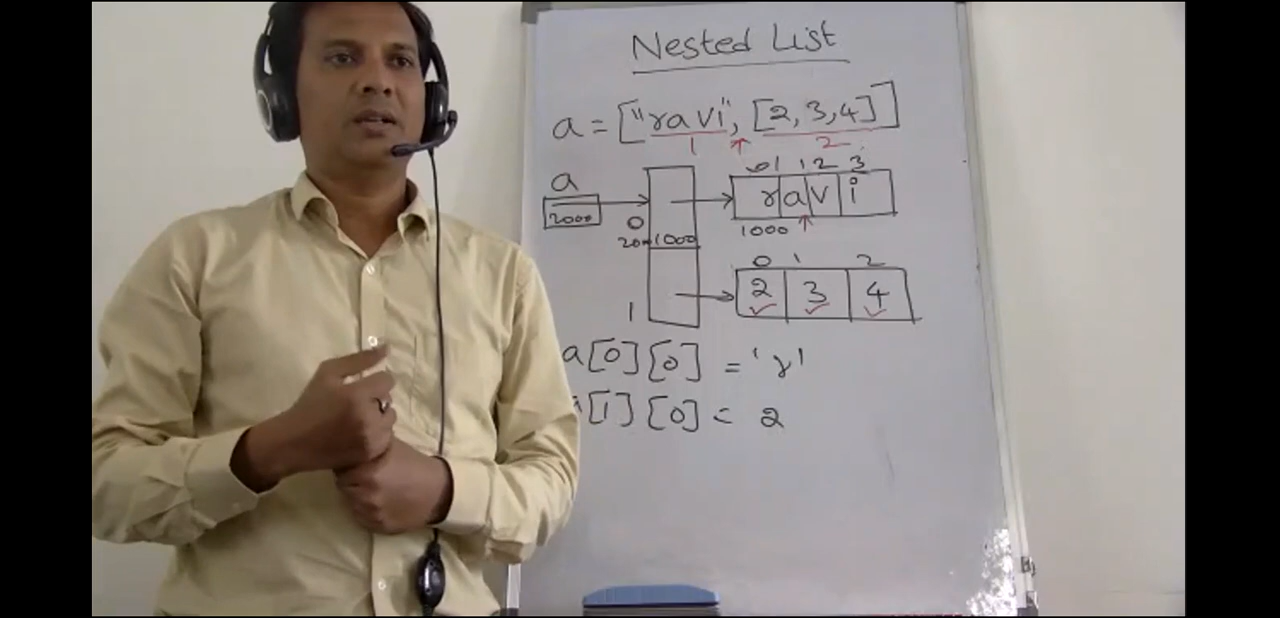 Nested List
a = ["ravi", [2,3,4]]
1 2
a
0 1 2 3
2000
r a v i
0
1000
1000
0 1 2
2 3 4
1
a[0][0] = 'r'
[1][0] = 2